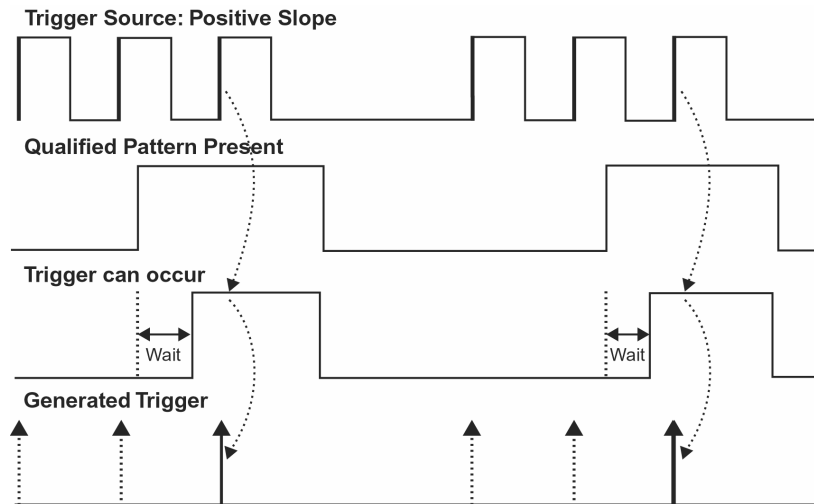 Trigger Source: Positive Slope
Qualified Pattern Present
Trigger can occur
Wait
Wait
Generated Trigger